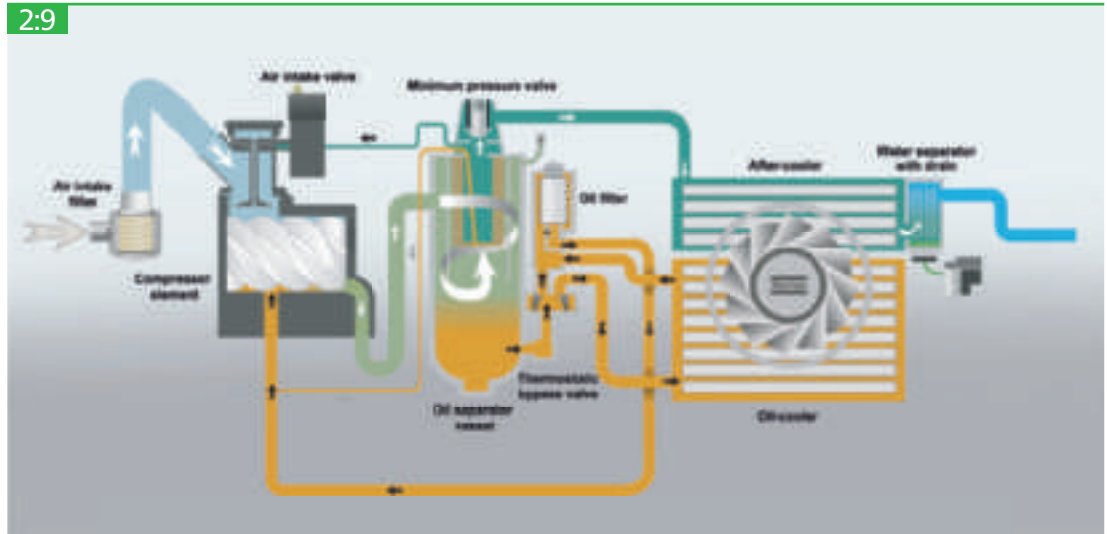 2:9
Air intake valve
Minimum pressure valve
After-cooler
Water separator
with drain
Air intake
filter
Oil filter
Compressor
element
Thermostatic
bypass valve
Oil separator
vessel
Oil-cooler